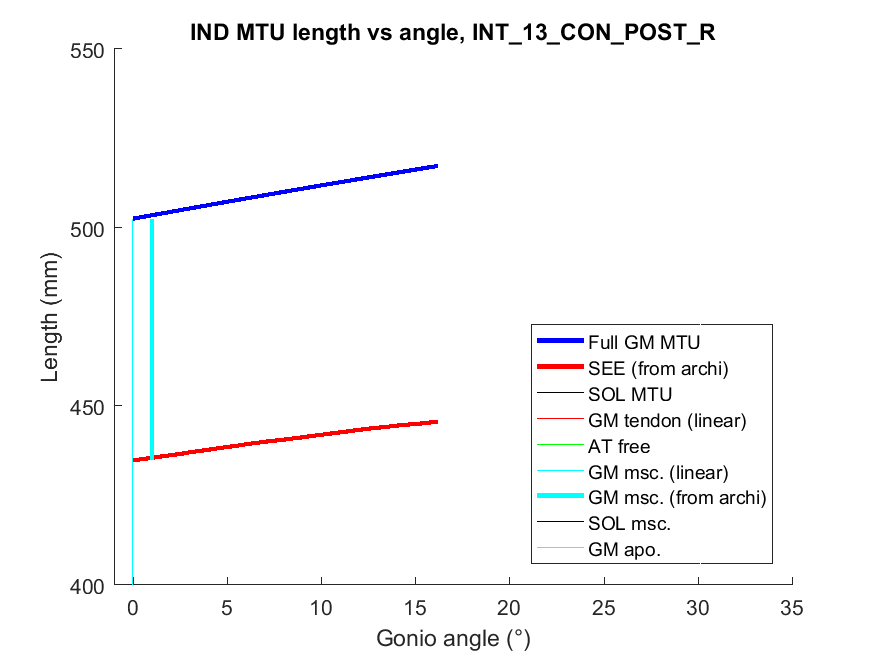 IND MTU length vs angle, INT_13_CON_POST_R
550
500
450
400
Length (mm)
0 5 10 15 20 25 30 35
Gonio angle (°)
Full GM MTU
SEE (from archi)
SOL MTU
GM tendon (linear)
AT free
GM msc. (linear)
GM msc. (from archi)
SOL msc.
GM apo.